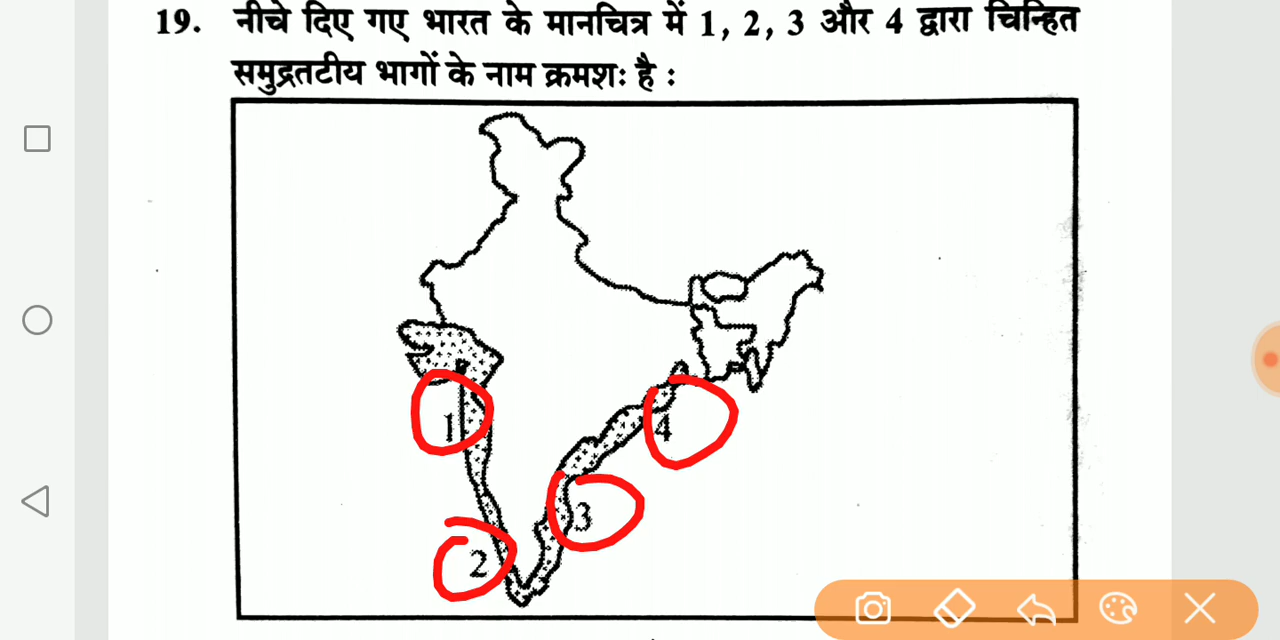 19. नीचे दिए गए भारत के मानचित्र में 1, 2, 3 और 4 द्वारा चिन्हित
समुद्रतटीय भागों के नाम क्रमशः है :
1
4
3
2